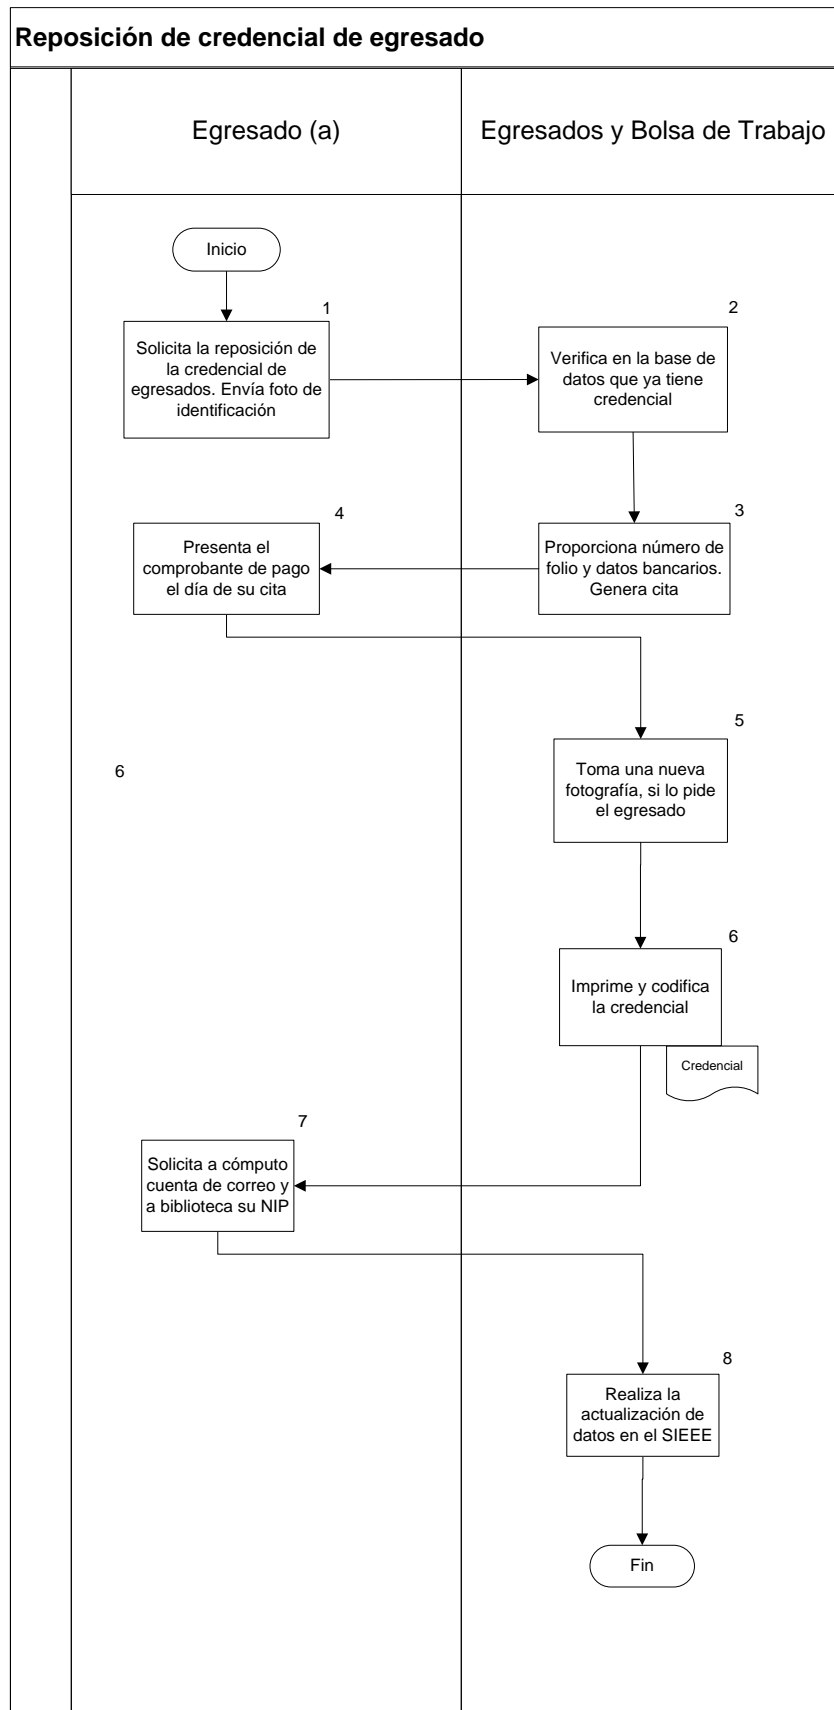 Reposición de credencial de egresado
Egresado (a)
Egresados y Bolsa de Trabajo
Inicio
1
Solicita la reposición de
la credencial de
egresados. Envía foto de
identificación
2
Verifica en la base de
datos que ya tiene
credencial
3
Proporciona número de
folio y datos bancarios.
Genera cita
4
Presenta el
comprobante de pago
el día de su cita
5
Toma una nueva
fotografía, si lo pide
el egresado
6
6
Imprime y codifica
la credencial
Credencial
7
Solicita a cómputo
cuenta de correo y
a biblioteca su NIP
8
Realiza la
actualización de
datos en el SIEEE
Fin